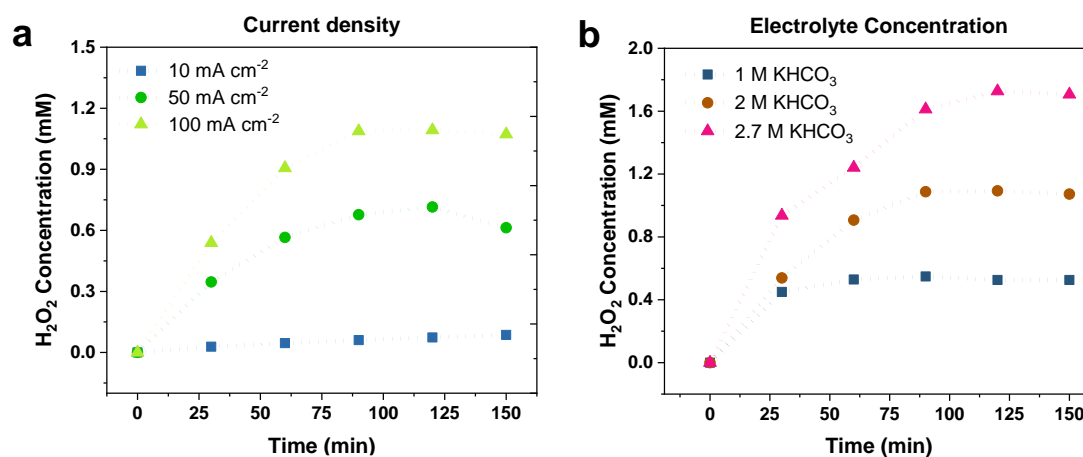 a
Current density
10 mA cm⁻²
50 mA cm⁻²
100 mA cm⁻²
H₂O₂ Concentration (mM)
1.5
1.2
0.9
0.6
0.3
0.0
0 25 50 75 100 125 150
Time (min)
b
Electrolyte Concentration
1 M KHCO₃
2 M KHCO₃
2.7 M KHCO₃
H₂O₂ Concentration (mM)
2.0
1.6
1.2
0.8
0.4
0.0
0 25 50 75 100 125 150
Time (min)